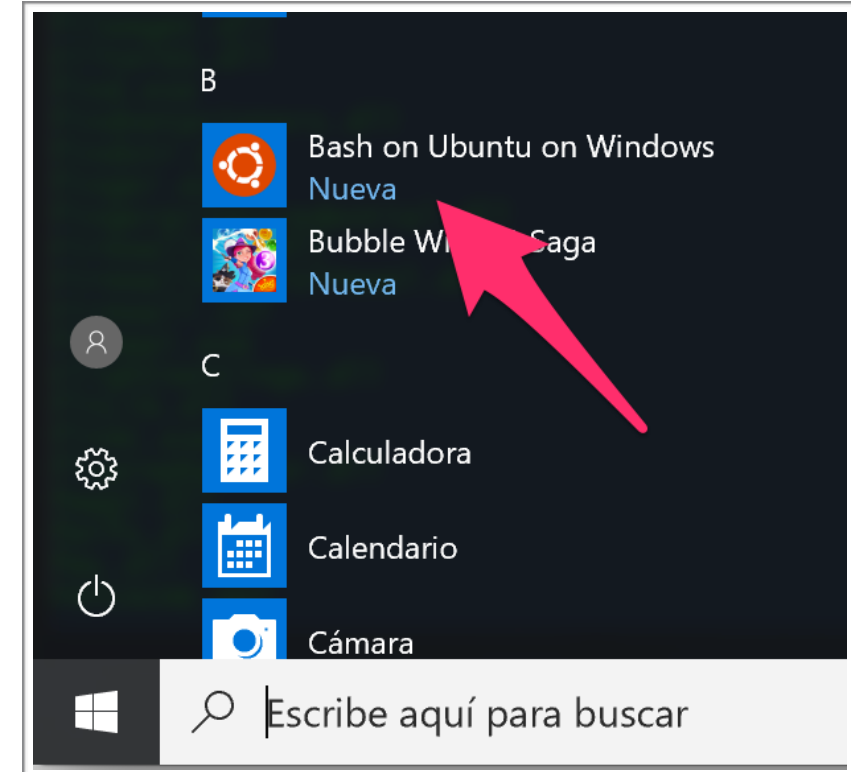 B
Bash on Ubuntu on Windows
Nueva
Bubble Saga
Nueva
C
Calculadora
Calendario
Cámara
Escribe aquí para buscar